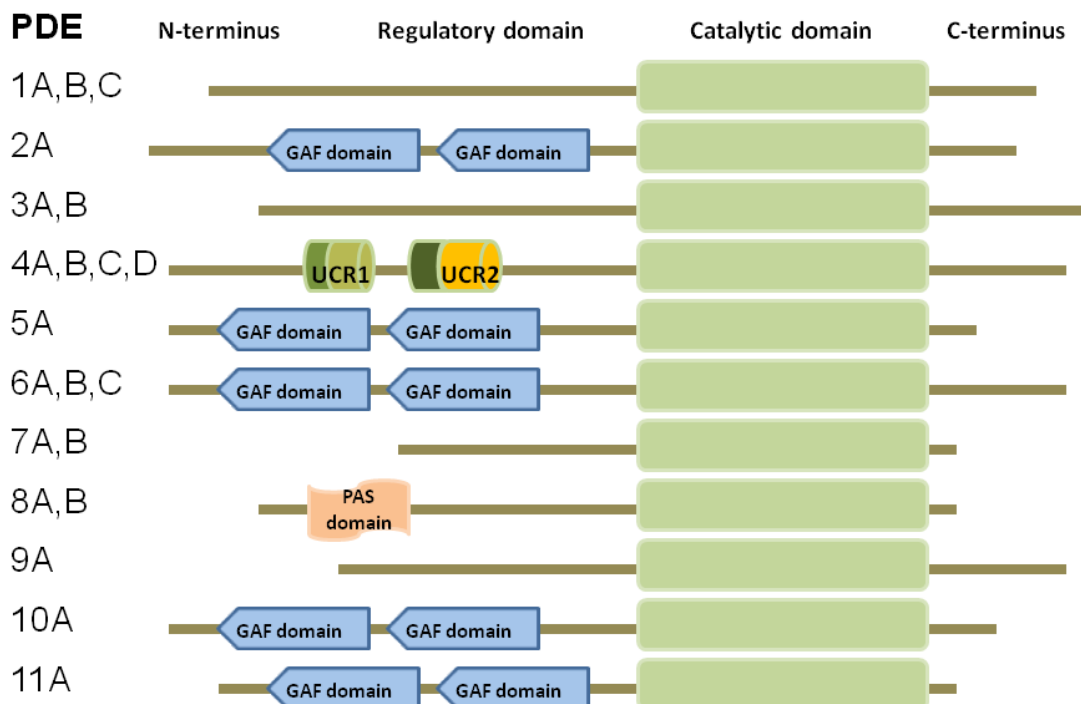 PDE N-terminus Regulatory domain Catalytic domain C-terminus
1A,B,C
2A GAF domain GAF domain
3A,B
4A,B,C,D UCR1 UCR2
5A GAF domain GAF domain
6A,B,C GAF domain GAF domain
7A,B
8A,B PAS
domain
9A
10A GAF domain GAF domain
11A GAF domain GAF domain